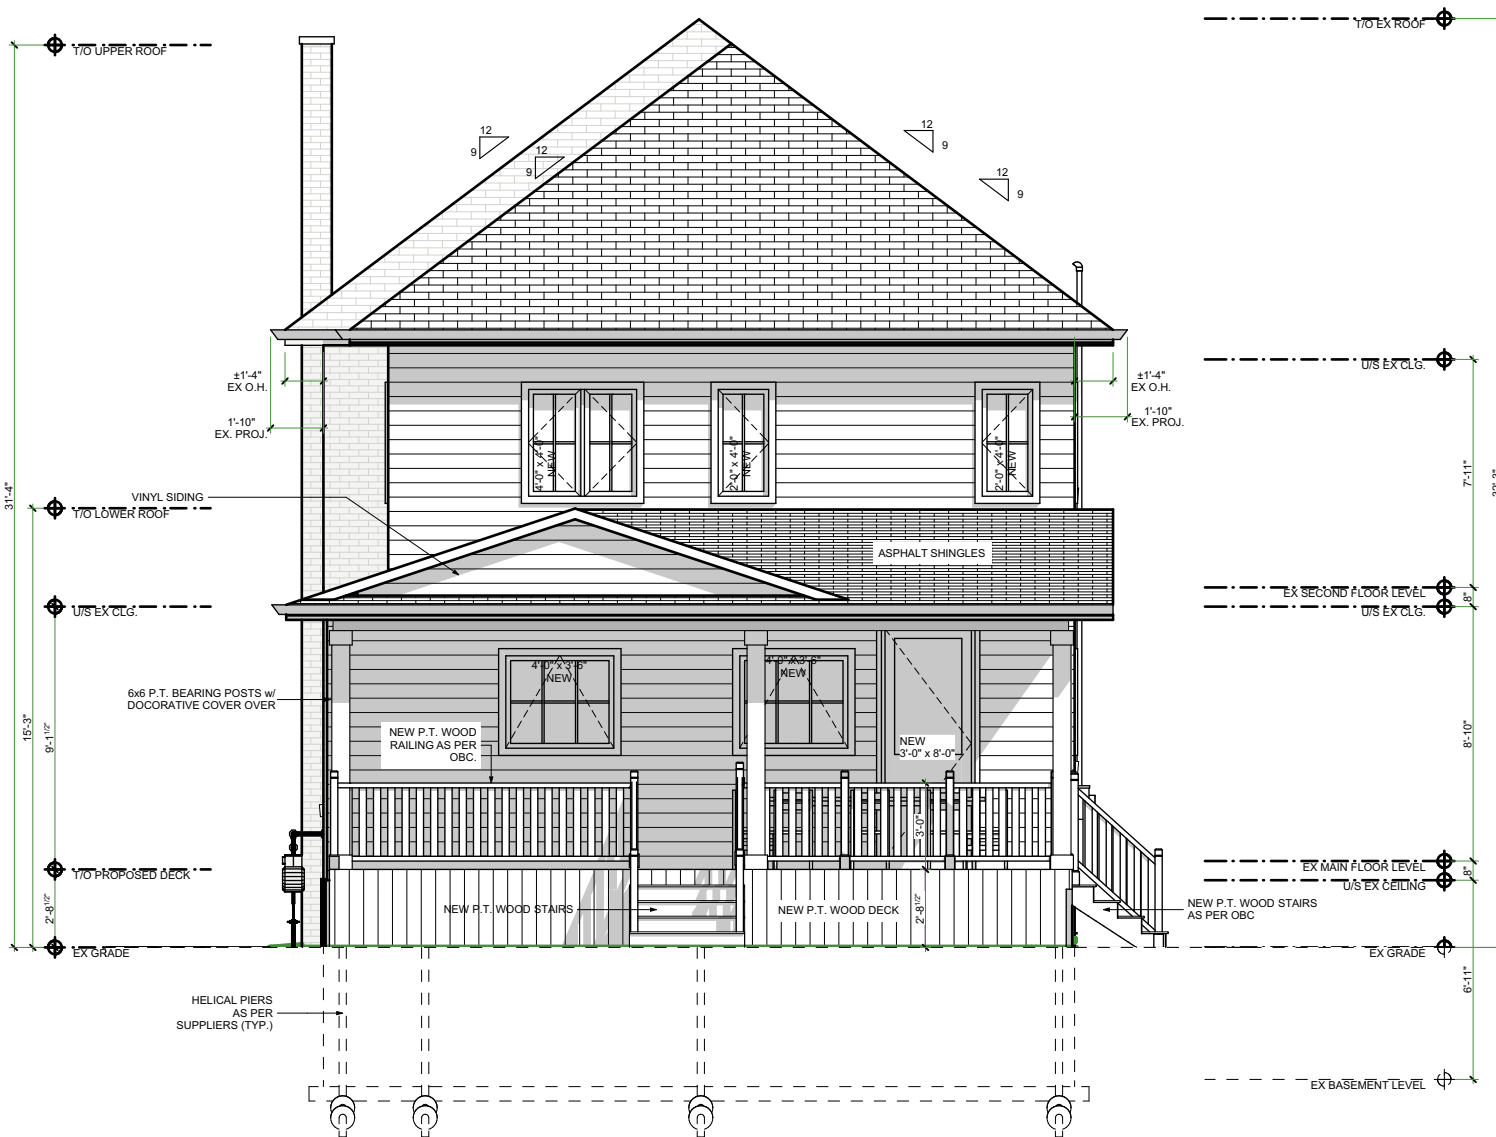 T/O UPPER ROOF
T/O EX ROOF
12
9
12
9
12
9
12
9
±1'-4"
EX O.H.
1'-10"
EX. PROJ.
±1'-4"
EX O.H.
1'-10"
EX. PROJ.
U/S EX CLG.
4'-0" x 4'-0"
NEW
2'-0" x 4'-0"
NEW
2'-0" x 4'-0"
NEW
31'-4"
7'-11"
VINYL SIDING
T/O LOWER ROOF
ASPHALT SHINGLES
EX SECOND FLOOR LEVEL
8"
U/S EX CLG.
U/S EX CLG.
4'-0" x 3'-6"
NEW
4'-0" x 3'-6"
NEW
6x6 P.T. BEARING POSTS w/
DOCORATIVE COVER OVER
15'-3"
9'-1 1/2"
8'-10"
NEW P.T. WOOD
RAILING AS PER
OBC.
NEW
3'-0" x 8'-0"
3'-0"
T/O PROPOSED DECK
EX MAIN FLOOR LEVEL
8"
U/S EX CEILING
2'-8 1/2"
NEW P.T. WOOD STAIRS
NEW P.T. WOOD DECK
2'-8 1/2"
NEW P.T. WOOD STAIRS
AS PER OBC
EX GRADE
EX GRADE
6'-11"
HELICAL PIERS
AS PER
SUPPLIERS (TYP.)
EX BASEMENT LEVEL